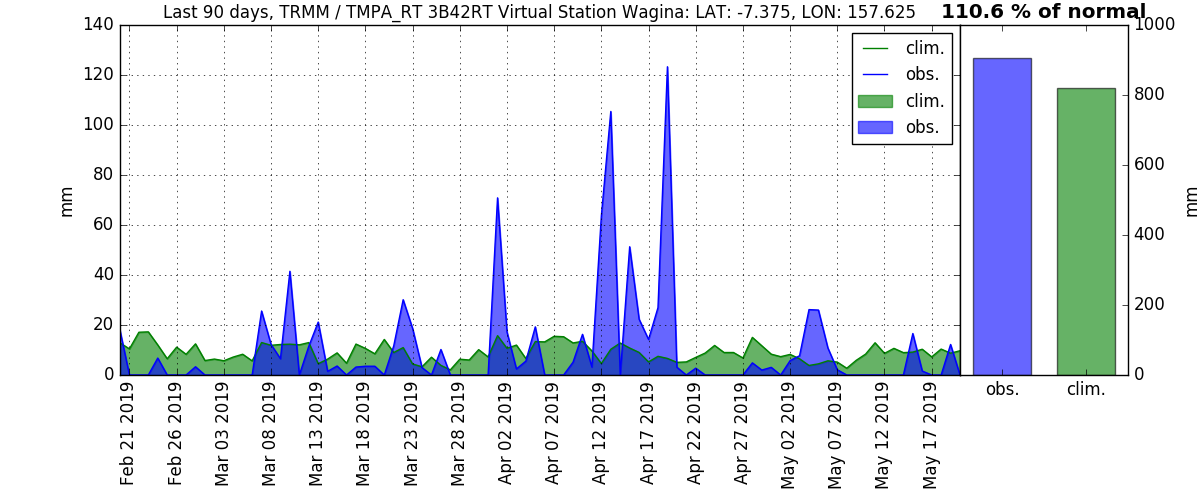 Last 90 days, TRMM / TMPA_RT 3B42RT Virtual Station Wagina: LAT: -7.375, LON: 157.625
110.6 % of normal
mm
140
120
100
80
60
40
20
0
clim.
obs.
clim.
obs.
1000
800
600
400
200
0
mm
Feb 21 2019
Feb 26 2019
Mar 03 2019
Mar 08 2019
Mar 13 2019
Mar 18 2019
Mar 23 2019
Mar 28 2019
Apr 02 2019
Apr 07 2019
Apr 12 2019
Apr 17 2019
Apr 22 2019
Apr 27 2019
May 02 2019
May 07 2019
May 12 2019
May 17 2019
obs.
clim.